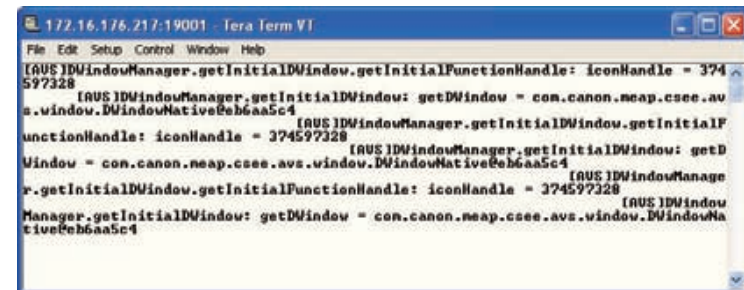 172.16.176.217:19001 - Tera Term VT
File Edit Setup Control Window Help
[AVS]DWindowManager.getInitialDWindow.getInitialFunctionHandle: iconHandle = 374
597328
[AVS]DWindowManager.getInitialDWindow: getDWindow = com.canon.meap.csee.av
s.window.DWindowNative@eb6aa5c4
[AVS]DWindowManager.getInitialDWindow.getInitialF
unctionHandle: iconHandle = 374597328
[AVS]DWindowManager.getInitialDWindow: getD
Window = com.canon.meap.csee.avs.window.DWindowNative@eb6aa5c4
[AVS]DWindowManage
r.getInitialDWindow.getInitialFunctionHandle: iconHandle = 374597328
[AVS]DWindow
Manager.getInitialDWindow: getDWindow = com.canon.meap.csee.avs.window.DWindowNa
tive@eb6aa5c4